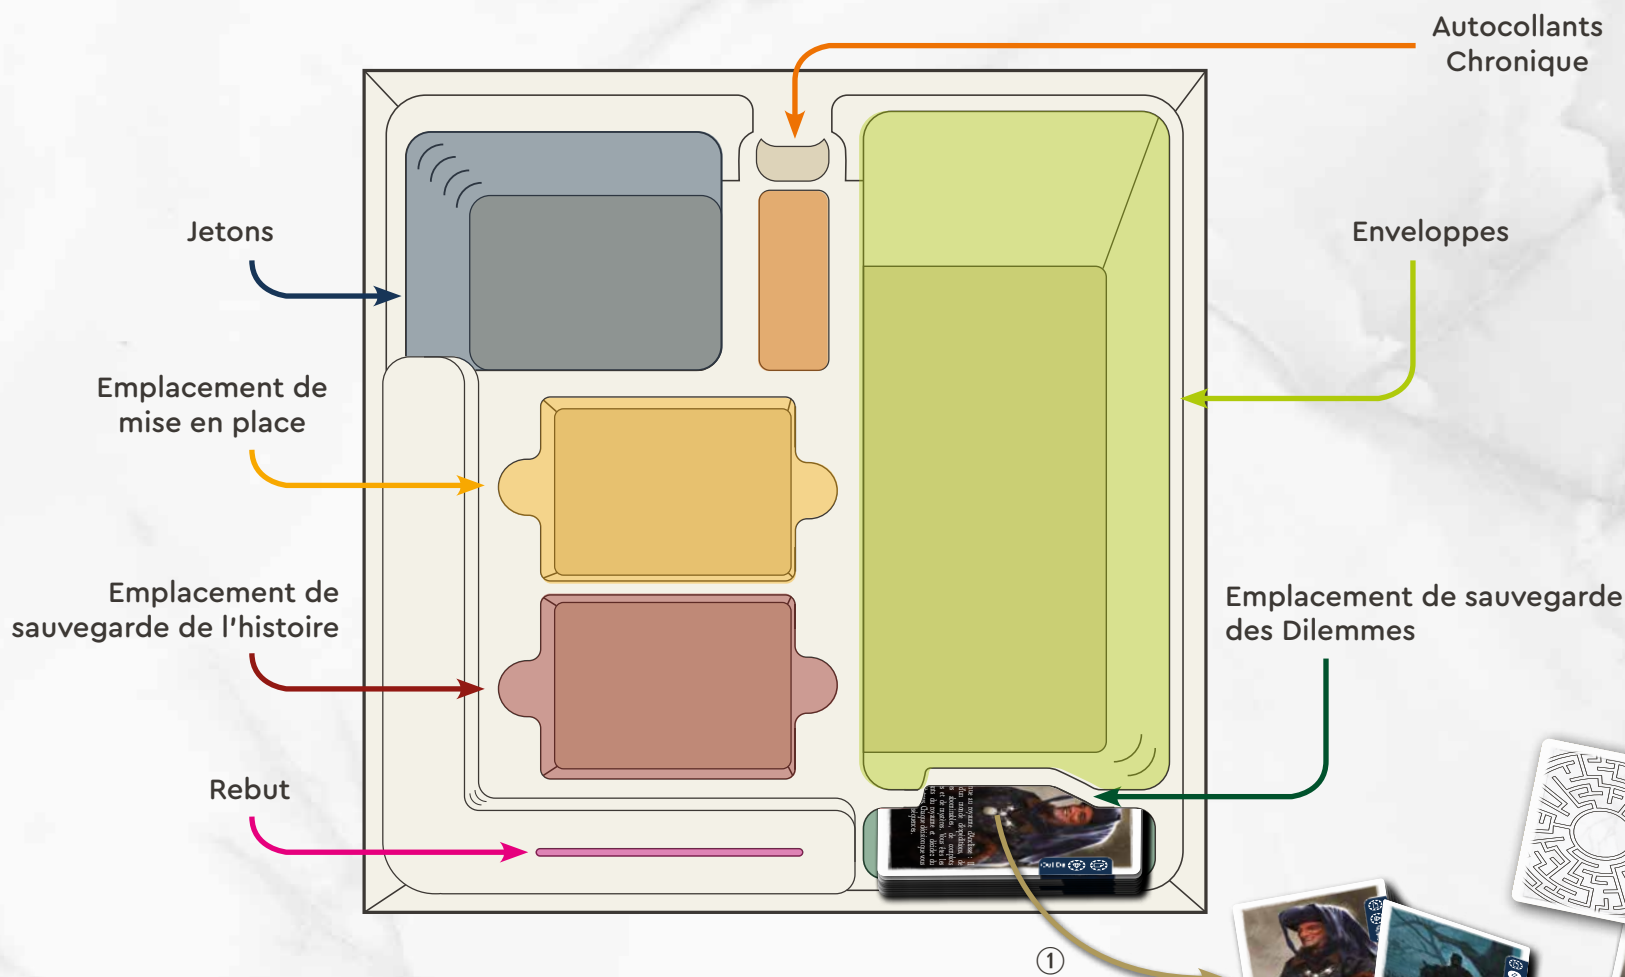 Autocollants
Chronique
Jetons
Enveloppes
Emplacement de
mise en place
Emplacement de
sauvegarde de l'histoire
Emplacement de sauvegarde
des Dilemmes
Rebut
①